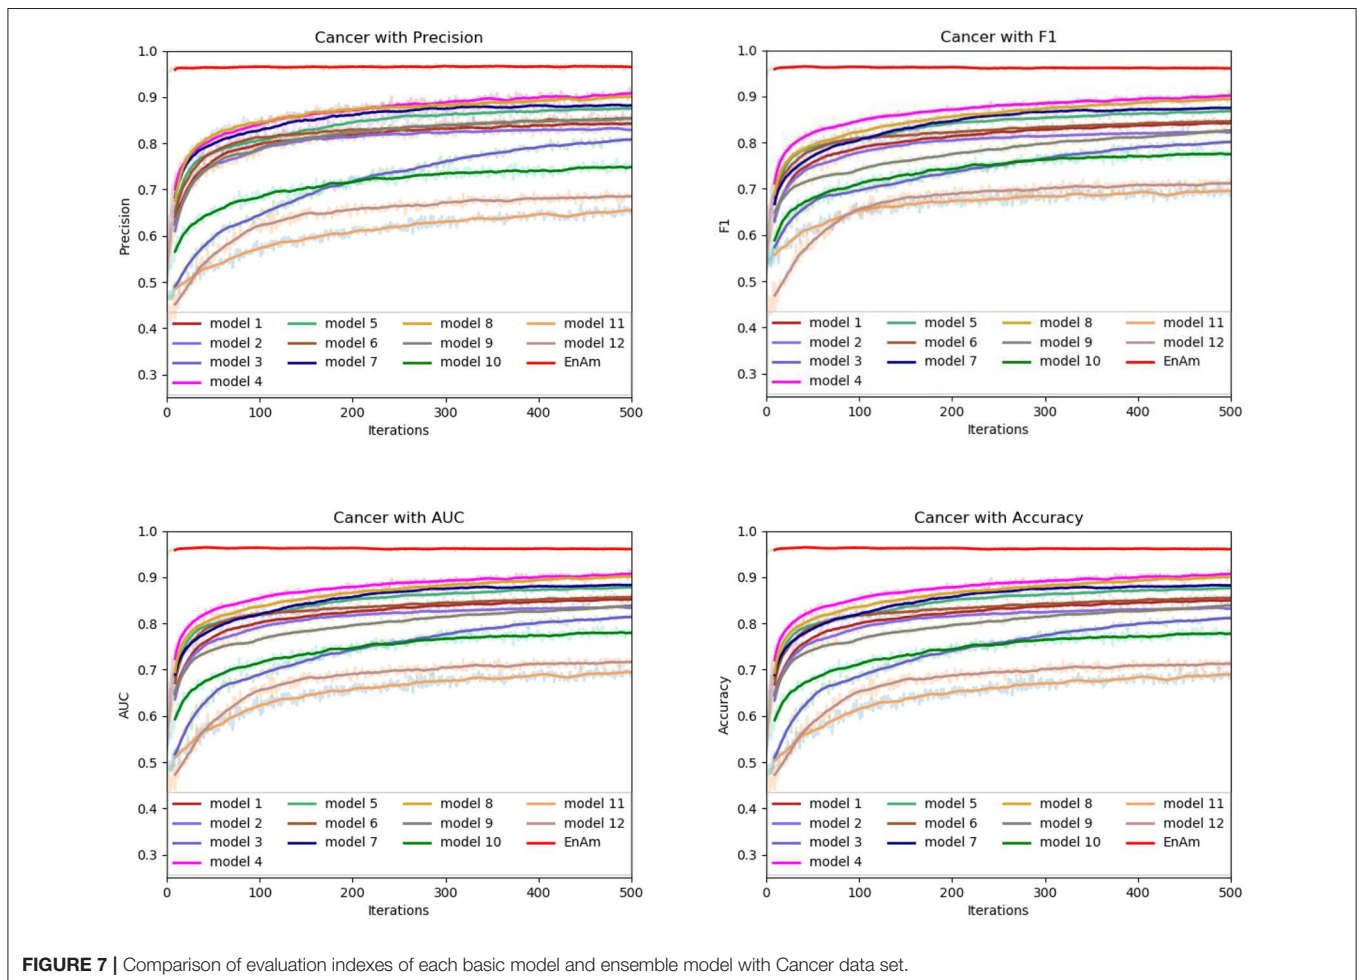 Cancer with Precision
1.0
0.9
0.8
0.7
0.6
0.5
0.4
0.3
Precision
model 1 model 5 model 8 model 11
model 2 model 6 model 9 model 12
model 3 model 7 model 10 EnAm
model 4
0 100 200 300 400 500
Iterations
Cancer with F1
1.0
0.9
0.8
0.7
0.6
0.5
0.4
0.3
F1
model 1 model 5 model 8 model 11
model 2 model 6 model 9 model 12
model 3 model 7 model 10 EnAm
model 4
0 100 200 300 400 500
Iterations
Cancer with AUC
1.0
0.9
0.8
0.7
0.6
0.5
0.4
0.3
AUC
model 1 model 5 model 8 model 11
model 2 model 6 model 9 model 12
model 3 model 7 model 10 EnAm
model 4
0 100 200 300 400 500
Iterations
Cancer with Accuracy
1.0
0.9
0.8
0.7
0.6
0.5
0.4
0.3
Accuracy
model 1 model 5 model 8 model 11
model 2 model 6 model 9 model 12
model 3 model 7 model 10 EnAm
model 4
0 100 200 300 400 500
Iterations
FIGURE 7 | Comparison of evaluation indexes of each basic model and ensemble model with Cancer data set.